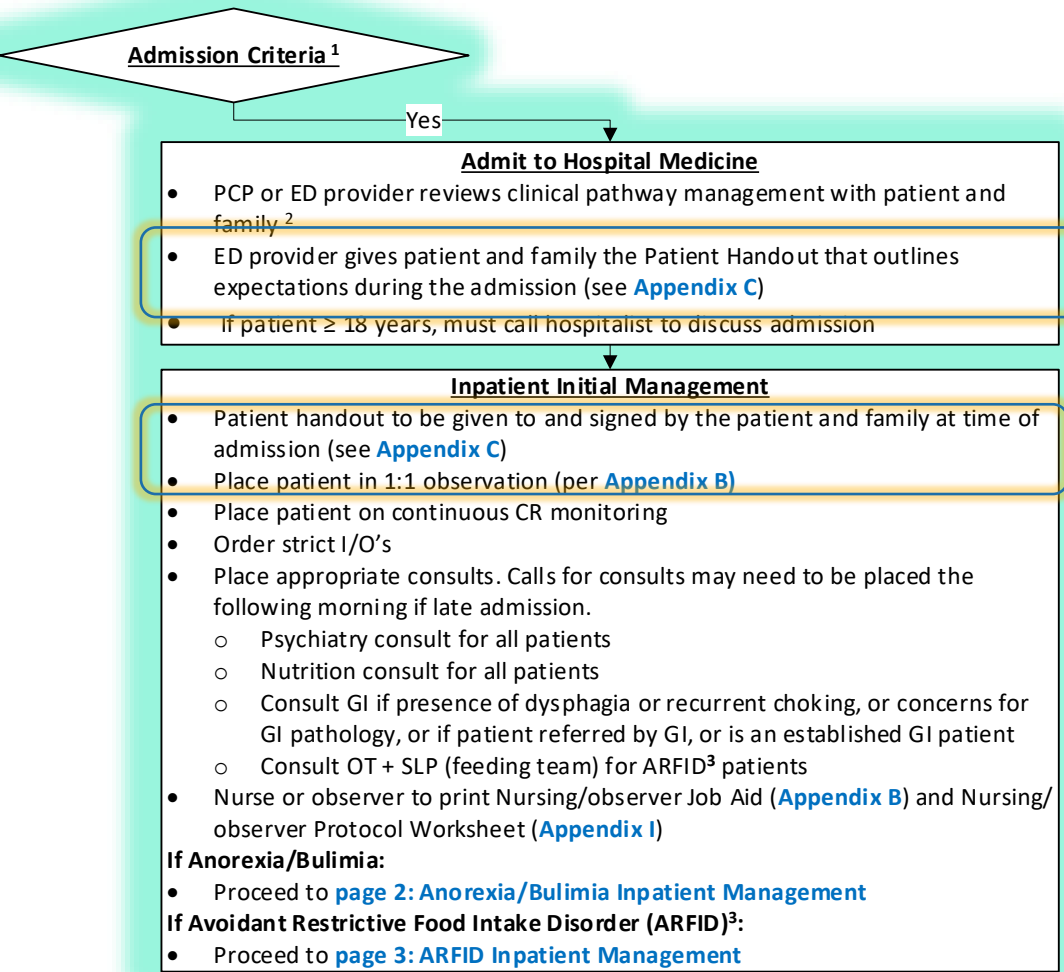 Admission Criteria 1
Yes
Admit to Hospital Medicine
• PCP or ED provider reviews clinical pathway management with patient and
family 2
• ED provider gives patient and family the Patient Handout that outlines
expectations during the admission (see Appendix C)
• If patient ≥ 18 years, must call hospitalist to discuss admission
Inpatient Initial Management
• Patient handout to be given to and signed by the patient and family at time of
admission (see Appendix C)
• Place patient in 1:1 observation (per Appendix B)
• Place patient on continuous CR monitoring
• Order strict I/O’s
• Place appropriate consults. Calls for consults may need to be placed the
following morning if late admission.
o Psychiatry consult for all patients
o Nutrition consult for all patients
o Consult GI if presence of dysphagia or recurrent choking, or concerns for
GI pathology, or if patient referred by GI, or is an established GI patient
o Consult OT + SLP (feeding team) for ARFID3 patients
• Nurse or observer to print Nursing/observer Job Aid (Appendix B) and Nursing/
observer Protocol Worksheet (Appendix I)
If Anorexia/Bulimia:
• Proceed to page 2: Anorexia/Bulimia Inpatient Management
If Avoidant Restrictive Food Intake Disorder (ARFID)3:
• Proceed to page 3: ARFID Inpatient Management